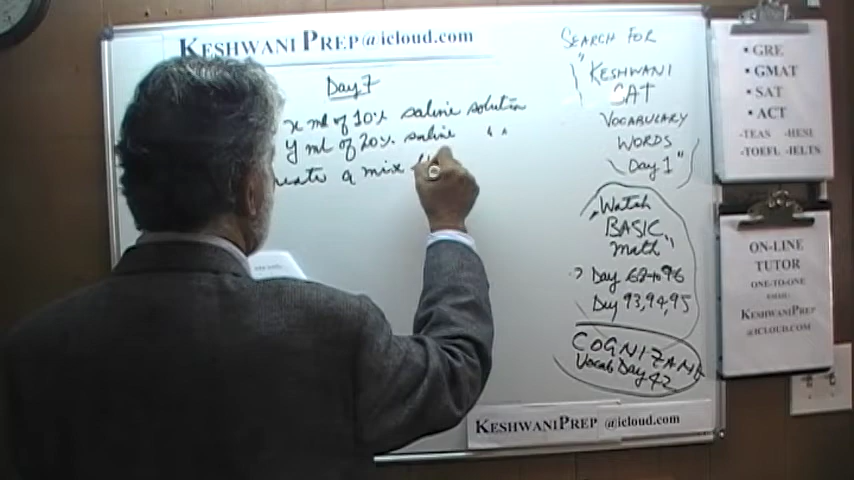 KESHWANI PREP@icloud.com
Day 7
x ml of 10% saline solution
y ml of 20% saline " "
a mix
SEARCH FOR
"KESHWANI
SAT
VOCABULARY
WORDS
Day 1"
"Watch
BASIC
Math"
Day 62 to 96
Day 93, 94, 95
COGNIZANT
Vocab Day 42
KESHWANIPREP @icloud.com
• GRE
• GMAT
• SAT
• ACT
-TEAS -HESI
-TOEFL -IELTS
ON-LINE
TUTOR
ONE-TO-ONE
KESHWANIPREP
@ICLOUD.COM